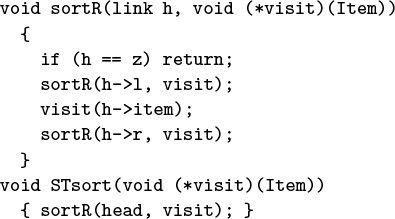 void sortR(link h, void (*visit)(Item))
  {
    if (h == z) return;
    sortR(h->l, visit);
    visit(h->item);
    sortR(h->r, visit);
  }
void STsort(void (*visit)(Item))
  { sortR(head, visit); }